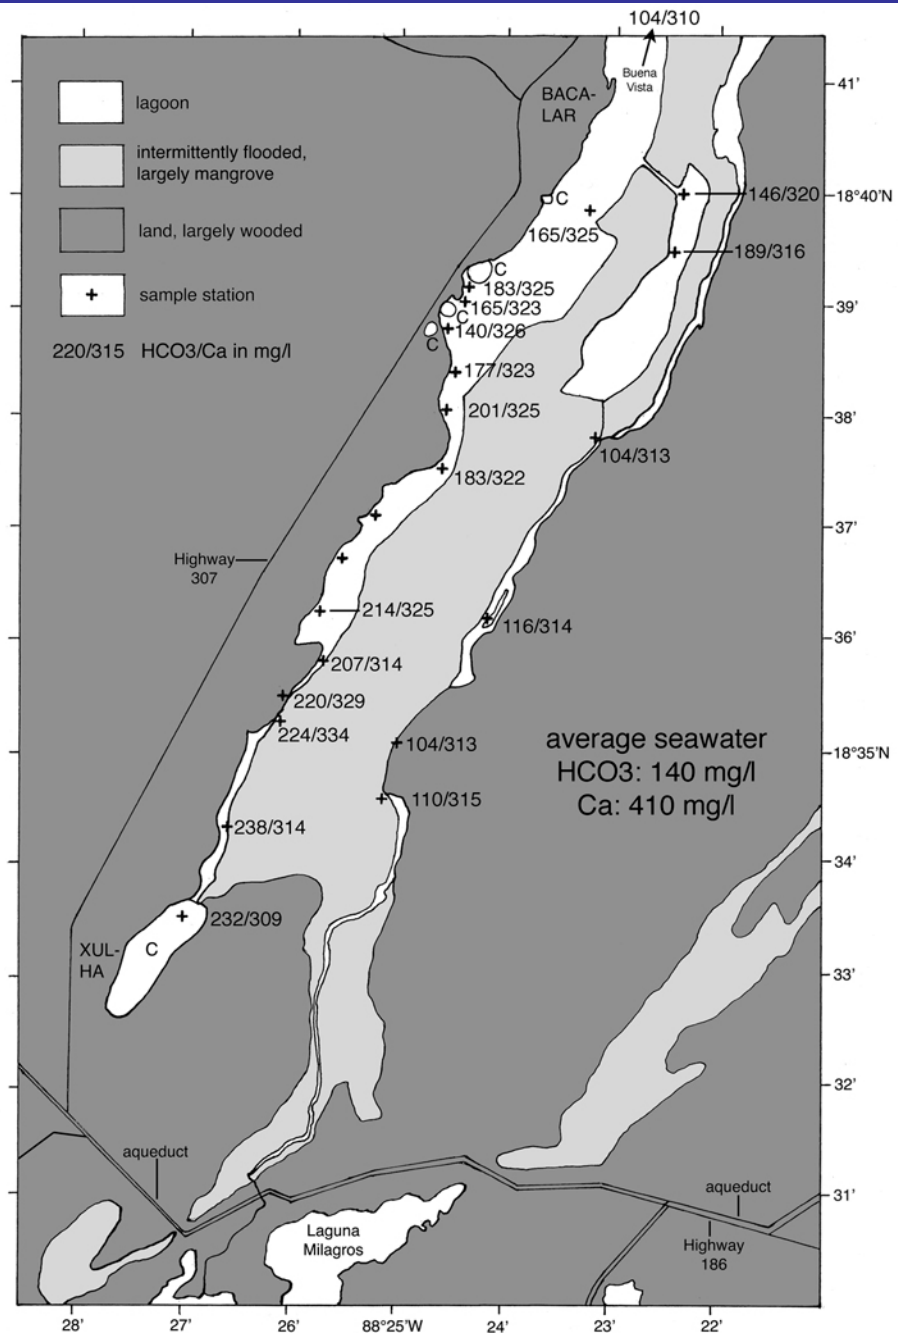 104/310
Buena
Vista
41'
BACA-
LAR
lagoon
intermittently flooded,
largely mangrove
land, largely wooded
sample station
220/315 HCO3/Ca in mg/l
C
165/325
146/320
18°40'N
189/316
C
183/325
165/323
C
140/326
C
39'
177/323
201/325
38'
104/313
183/322
37'
Highway
307
214/325
116/314
36'
207/314
220/329
224/334
104/313
average seawater
HCO3: 140 mg/l
Ca: 410 mg/l
18°35'N
110/315
238/314
34'
232/309
XUL-
HA
C
33'
32'
aqueduct
aqueduct
31'
Laguna
Milagros
Highway
186
28'
27'
26'
88°25'W
24'
23'
22'